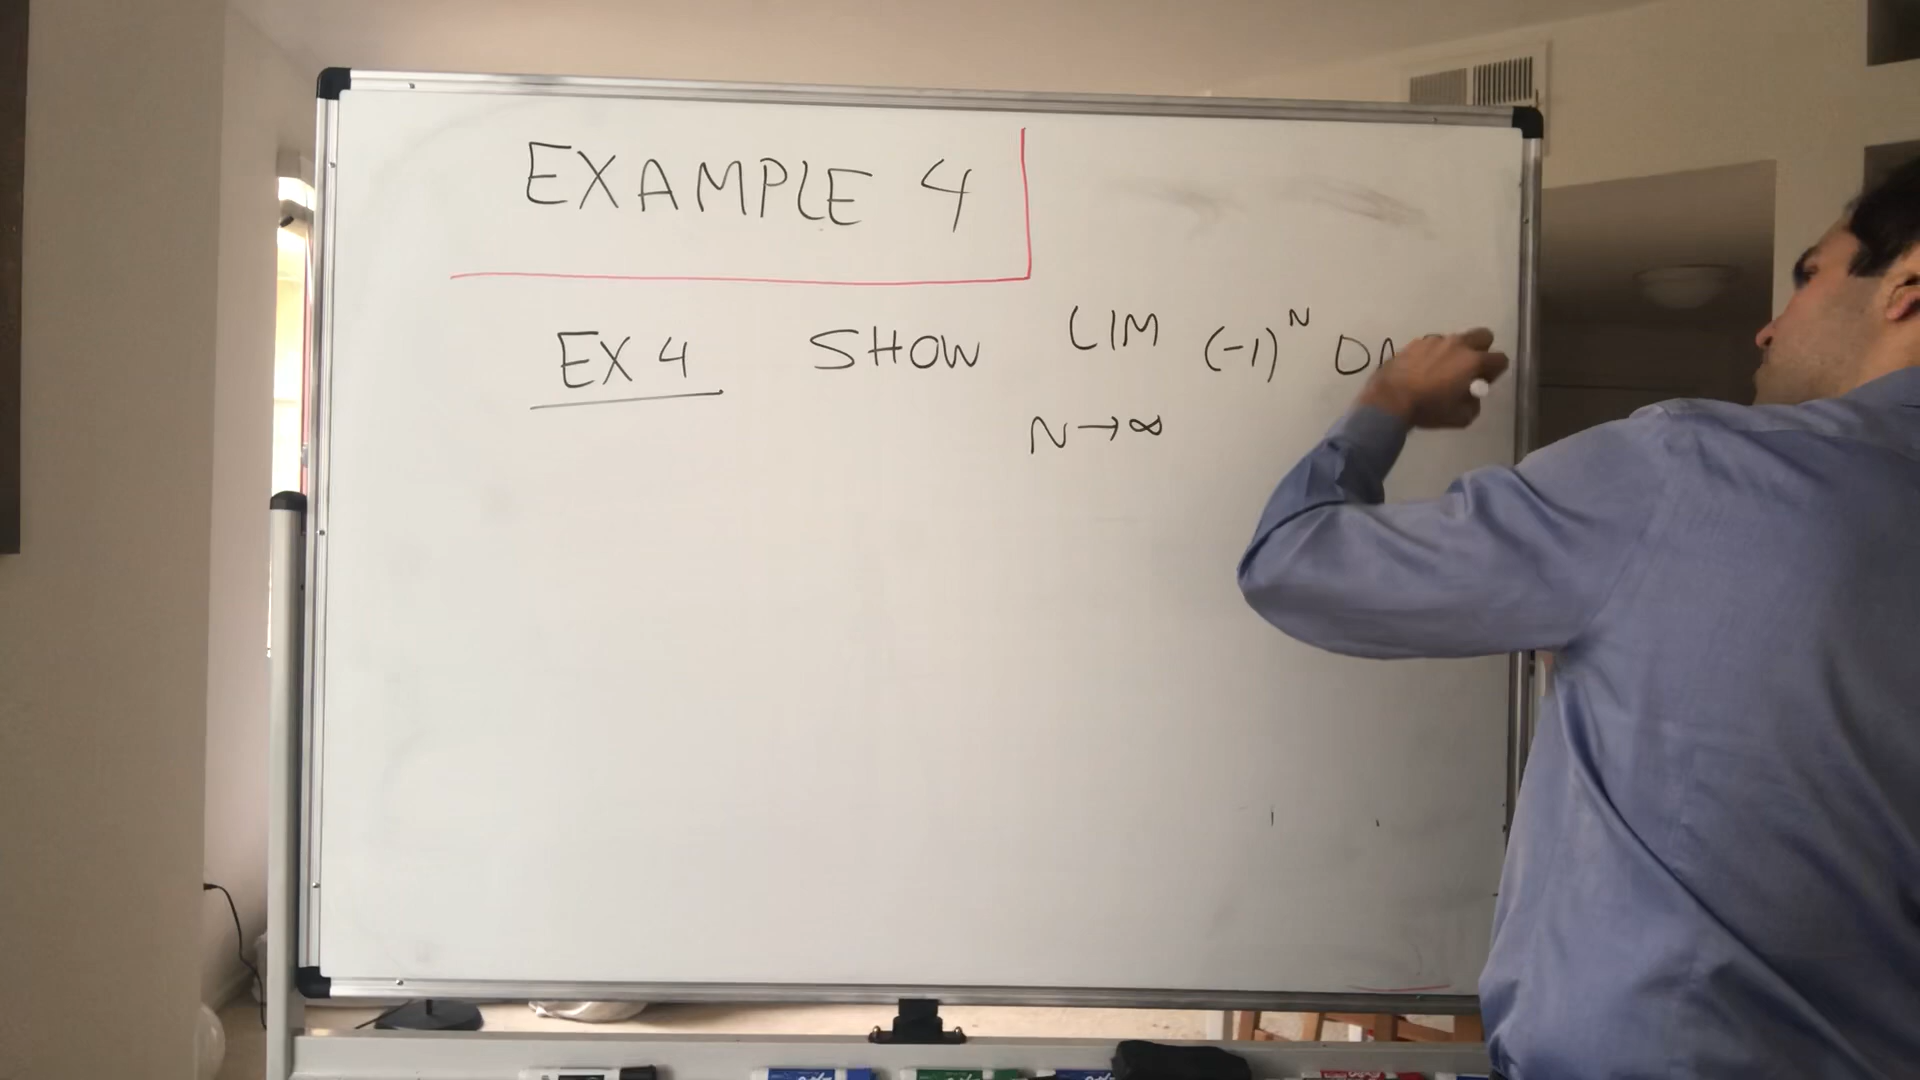 EXAMPLE 4
EX 4 SHOW LIM (-1)^N
N→∞